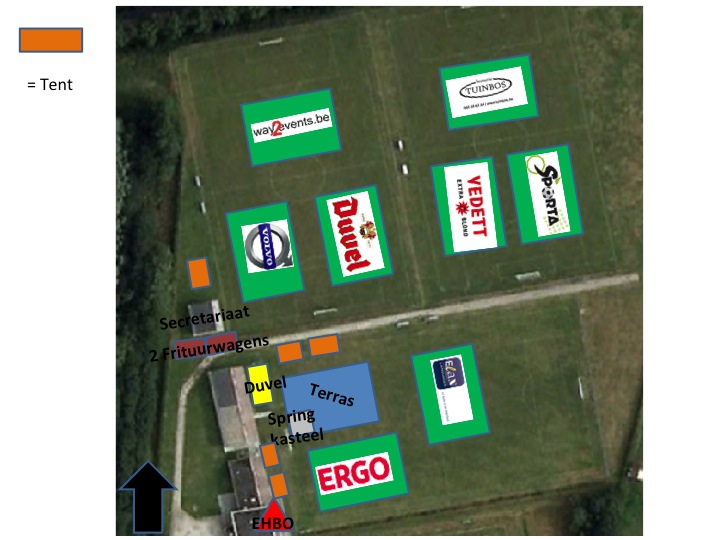 = Tent
way2events.be
TUINBOS
VOLVO
Duvel
VEDETT
EXTRA BLOND
SPORTA
Secretariaat
2 Frituurwagens
Duvel
Terras
Spring
kasteel
Elax
ERGO
EHBO